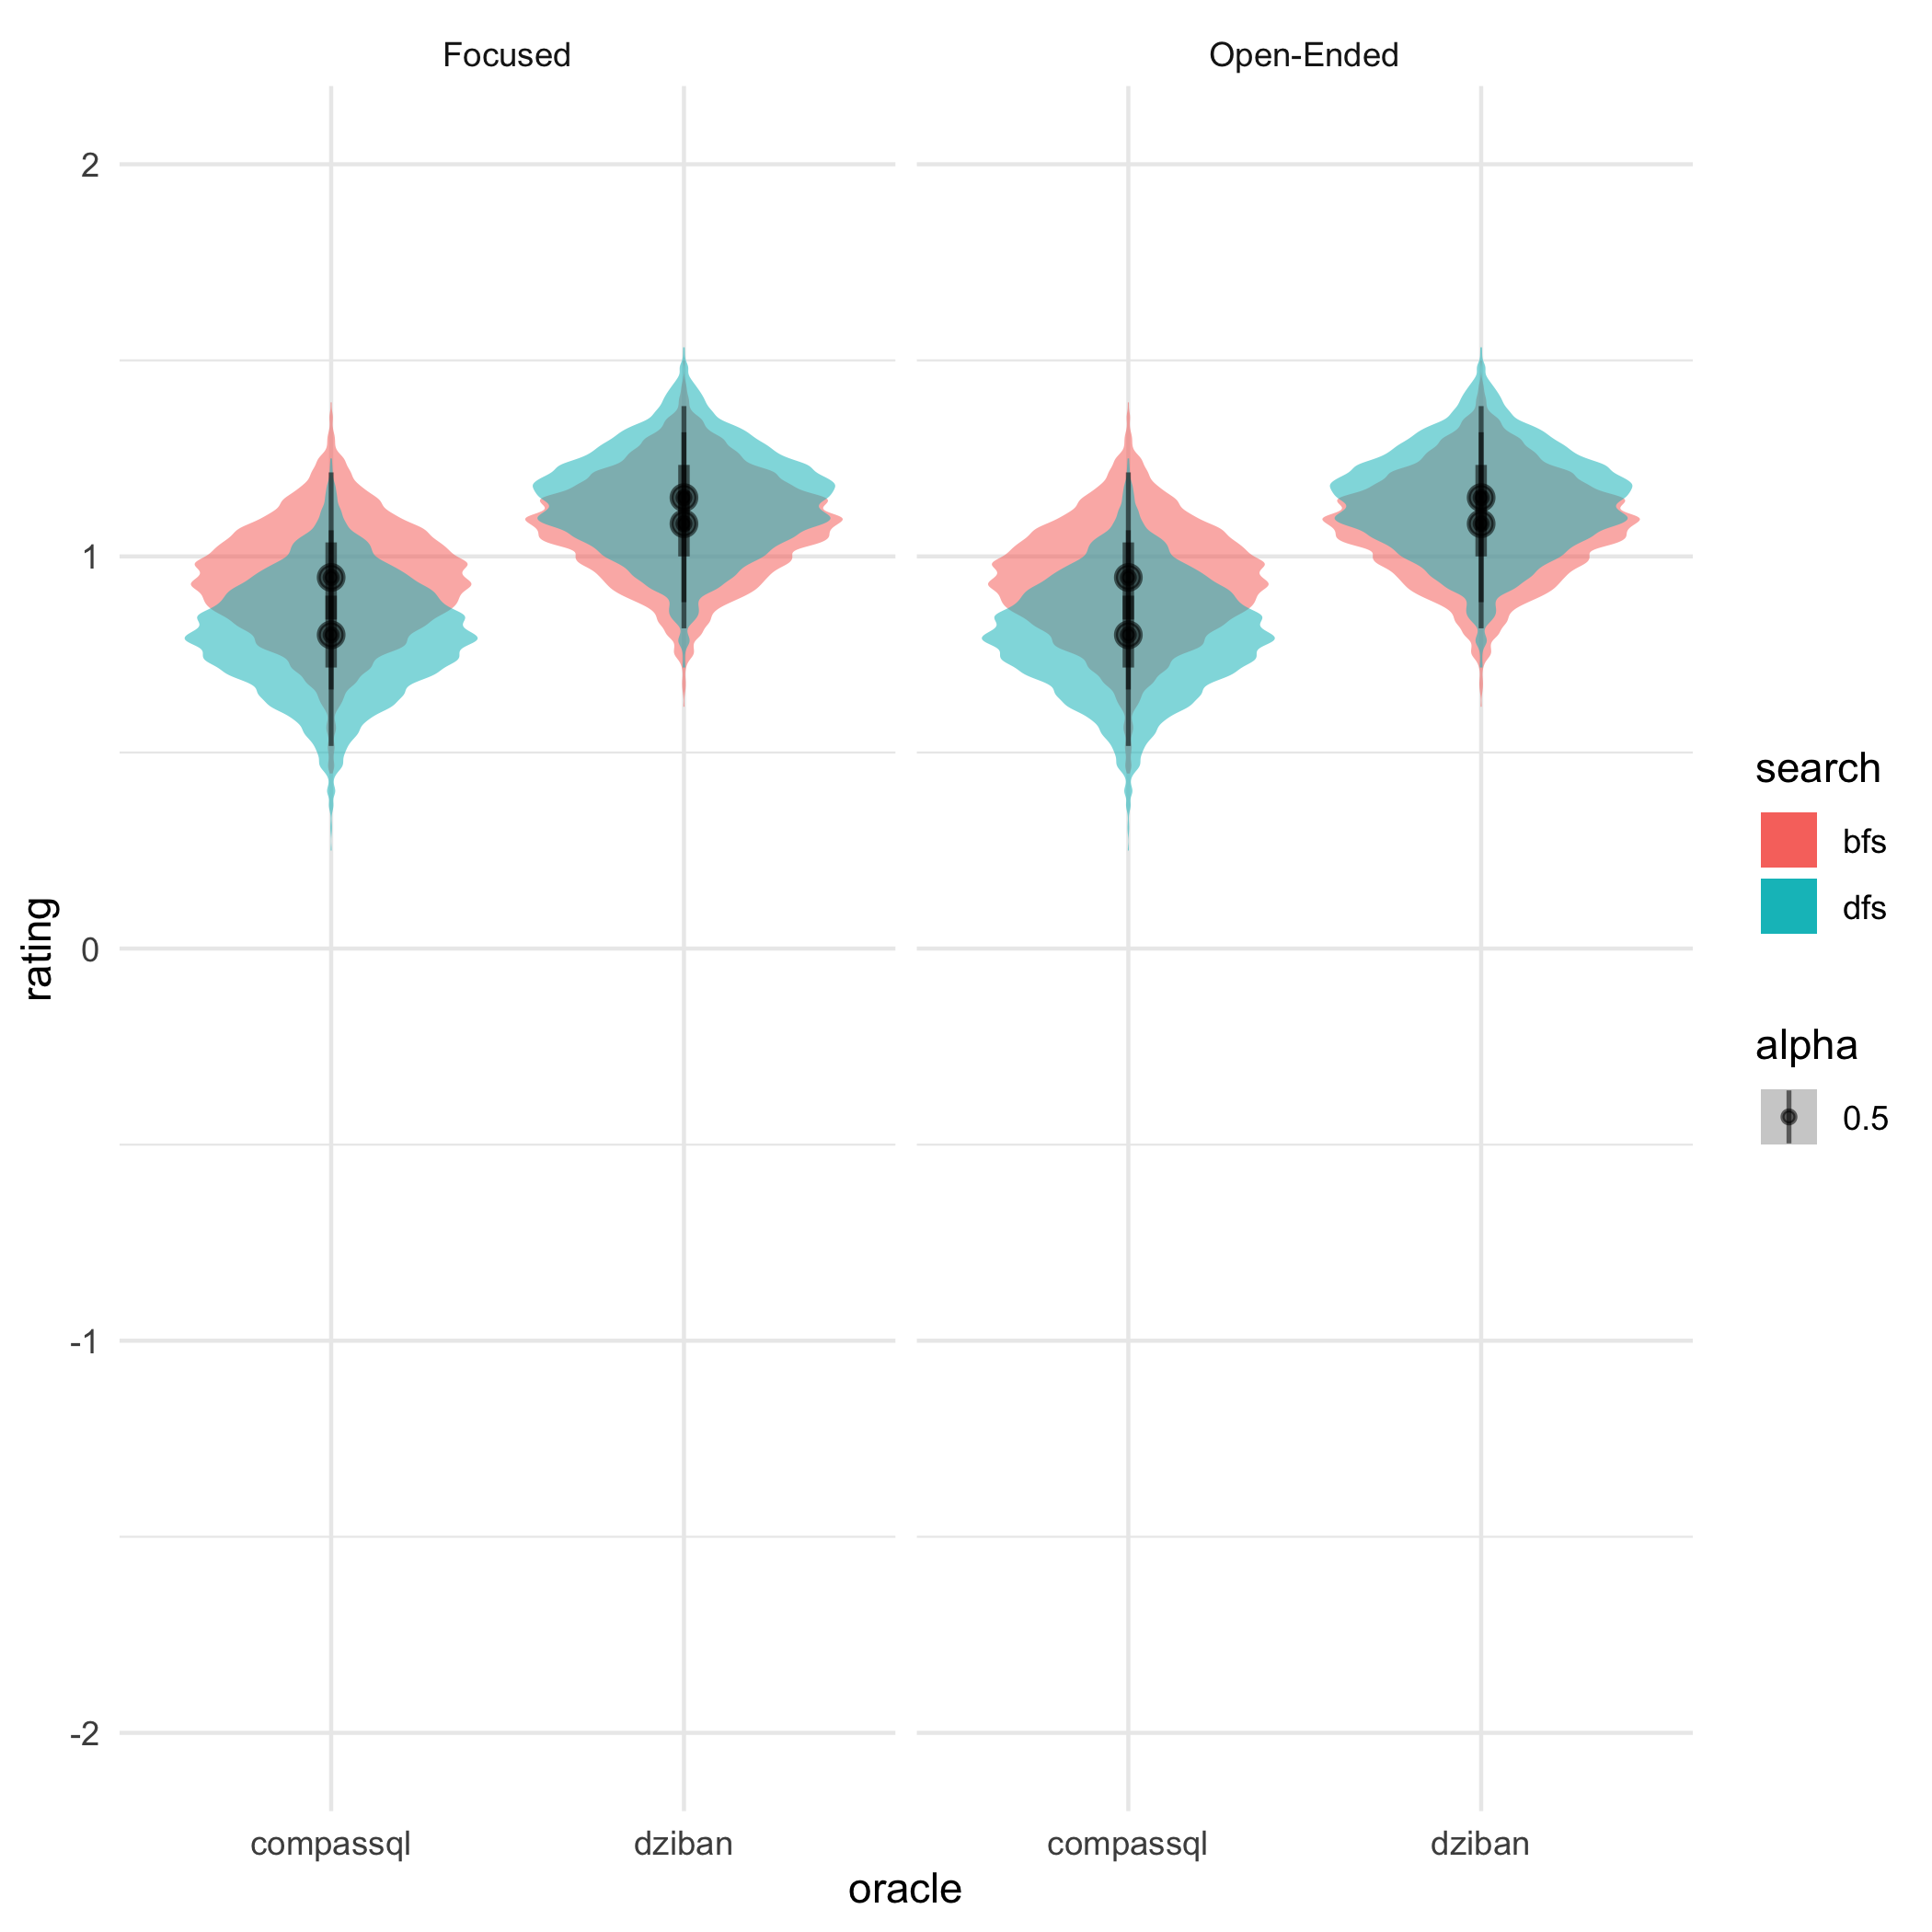 Focused
Open-Ended
2
1
0
-1
-2
rating
compassql
dziban
compassql
dziban
oracle
search
bfs
dfs
alpha
0.5